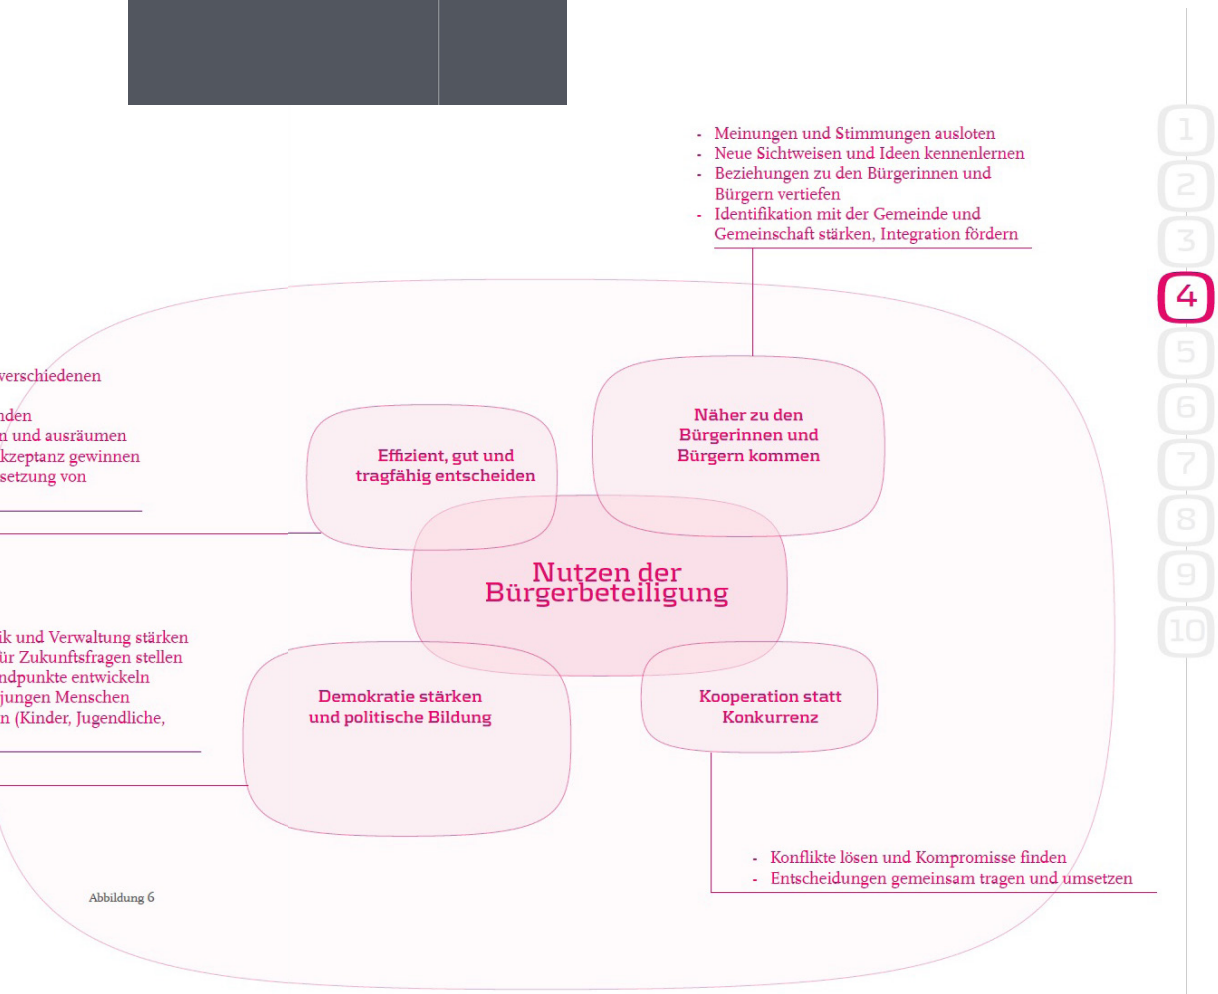 - Meinungen und Stimmungen ausloten
- Neue Sichtweisen und Ideen kennenlernen
- Beziehungen zu den Bürgerinnen und
Bürgern vertiefen
- Identifikation mit der Gemeinde und
Gemeinschaft stärken, Integration fördern
verschiedenen
nden
n und ausräumen
kzeptanz gewinnen
setzung von
Effizient, gut und
tragfähig entscheiden
Näher zu den
Bürgerinnen und
Bürgern kommen
Nutzen der
Bürgerbeteiligung
ik und Verwaltung stärken
ür Zukunftsfragen stellen
ndpunkte entwickeln
jungen Menschen
n (Kinder, Jugendliche,
Demokratie stärken
und politische Bildung
Kooperation statt
Konkurrenz
- Konflikte lösen und Kompromisse finden
- Entscheidungen gemeinsam tragen und umsetzen
Abbildung 6
1
2
3
4
5
6
7
8
9
10